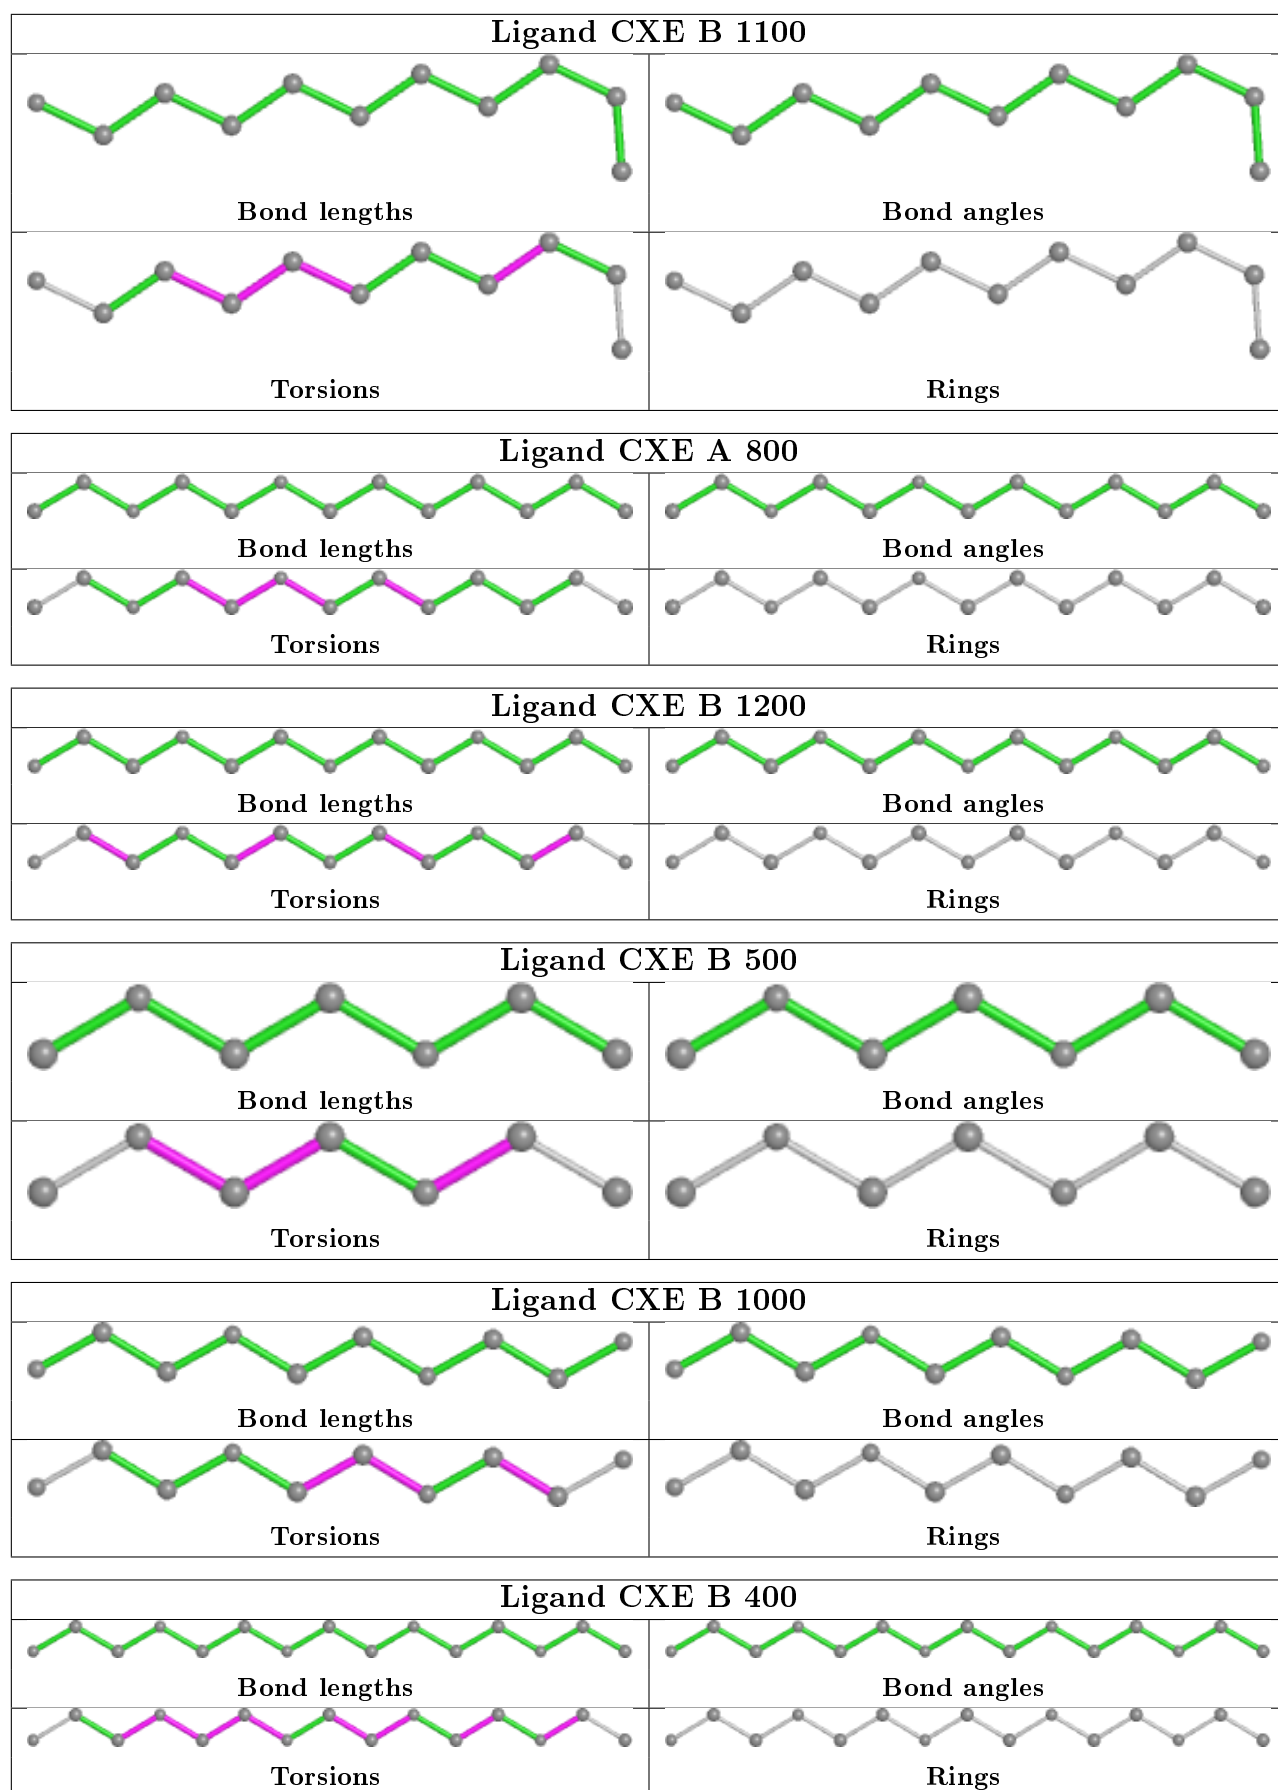 Ligand CXE B 1100
Bond lengths Bond angles
Torsions Rings
Ligand CXE A 800
Bond lengths Bond angles
Torsions Rings
Ligand CXE B 1200
Bond lengths Bond angles
Torsions Rings
Ligand CXE B 500
Bond lengths Bond angles
Torsions Rings
Ligand CXE B 1000
Bond lengths Bond angles
Torsions Rings
Ligand CXE B 400
Bond lengths Bond angles
Torsions Rings